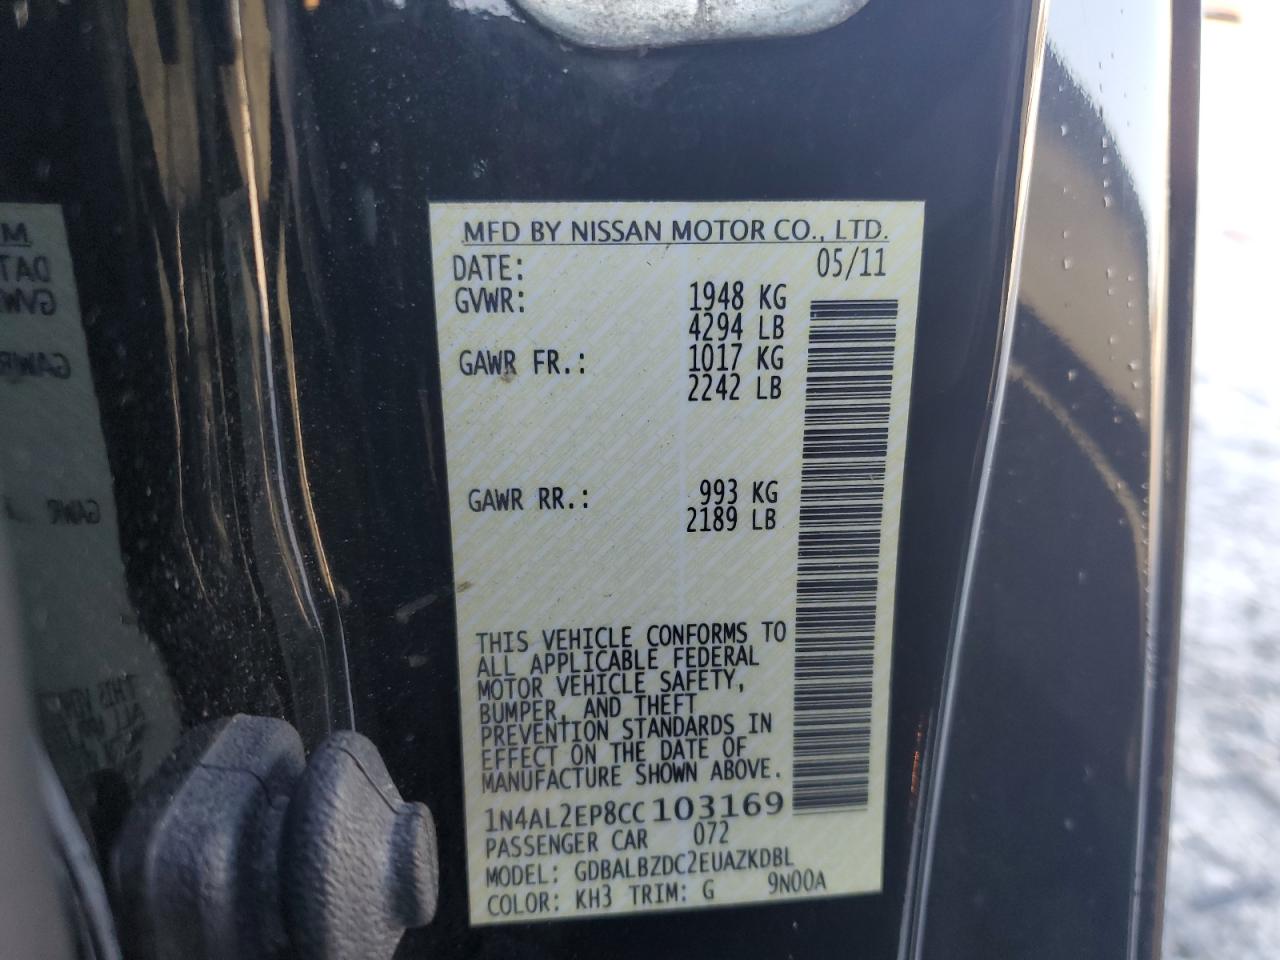 MFD BY NISSAN MOTOR CO., LTD.
DATE: 05/11
GVWR: 1948 KG
4294 LB
GAWR FR.: 1017 KG
2242 LB
GAWR RR.: 993 KG
2189 LB
THIS VEHICLE CONFORMS TO
ALL APPLICABLE FEDERAL
MOTOR VEHICLE SAFETY,
BUMPER, AND THEFT
PREVENTION STANDARDS IN
EFFECT ON THE DATE OF
MANUFACTURE SHOWN ABOVE.
1N4AL2EP8CC103169
PASSENGER CAR 072
MODEL: GDBALBZDC2EUAZKDBL
COLOR: KH3 TRIM: G 9N00A